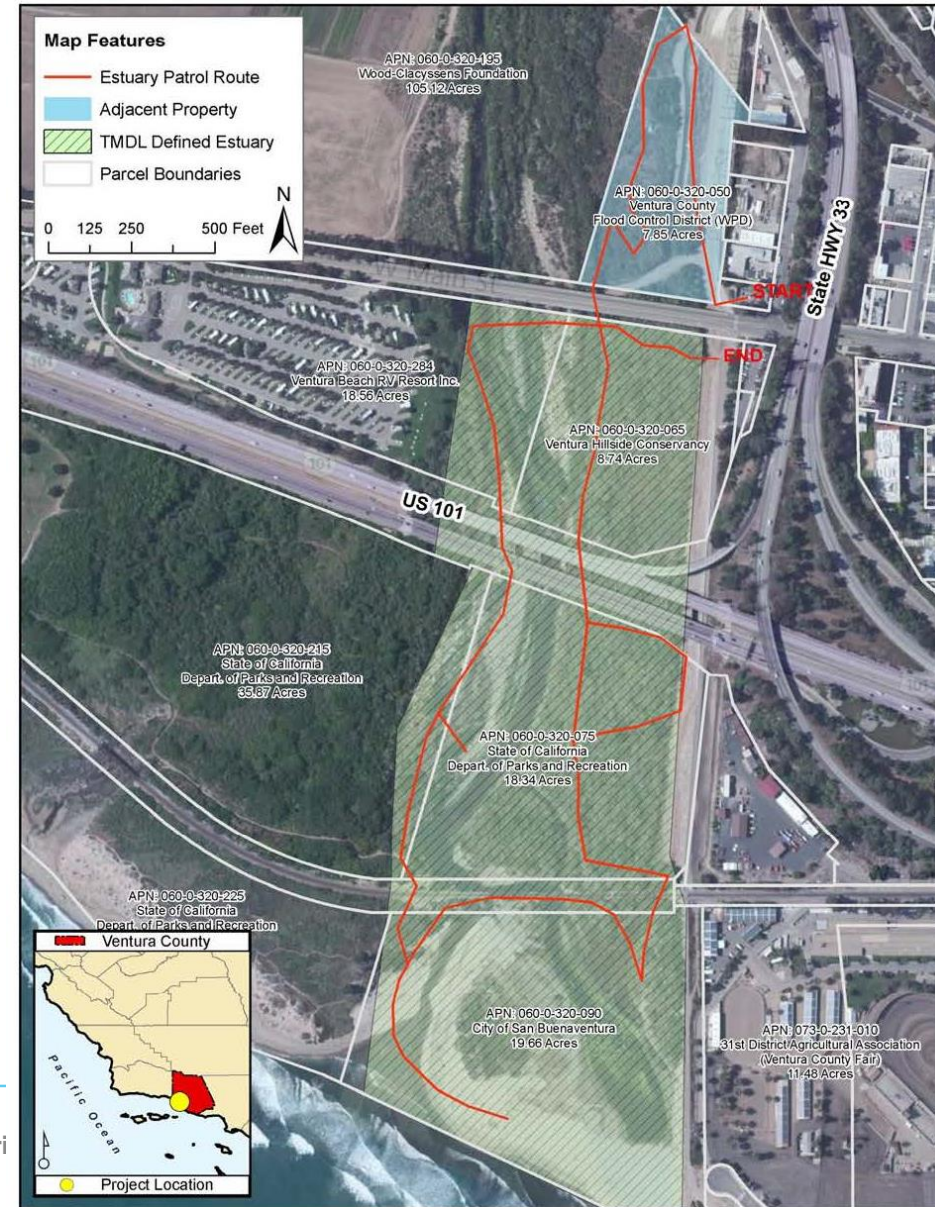 Map Features
Estuary Patrol Route
Adjacent Property
TMDL Defined Estuary
Parcel Boundaries
N
0 125 250 500 Feet
APN: 060-0-320-195
Wood-Clacyssens Foundation
105.12 Acres
APN: 060-0-320-050
Ventura County
Flood Control District (WPD)
7.85 Acres
State HWY 33
START
END
APN: 060-0-320-284
Ventura Beach RV Resort Inc.
18.56 Acres
APN: 060-0-320-065
Ventura Hillside Conservancy
8.74 Acres
101
US 101
APN: 060-0-320-215
State of California
Depart. of Parks and Recreation
35.87 Acres
APN: 060-0-320-075
State of California
Depart. of Parks and Recreation
18.34 Acres
APN: 060-0-320-225
State of California
Depart. of Parks and Recreation
Ventura County
Pacific Ocean
Project Location
APN: 060-0-320-090
City of San Buenaventura
19.66 Acres
APN: 073-0-231-010
31st District Agricultural Association
(Ventura County Fair)
11.48 Acres